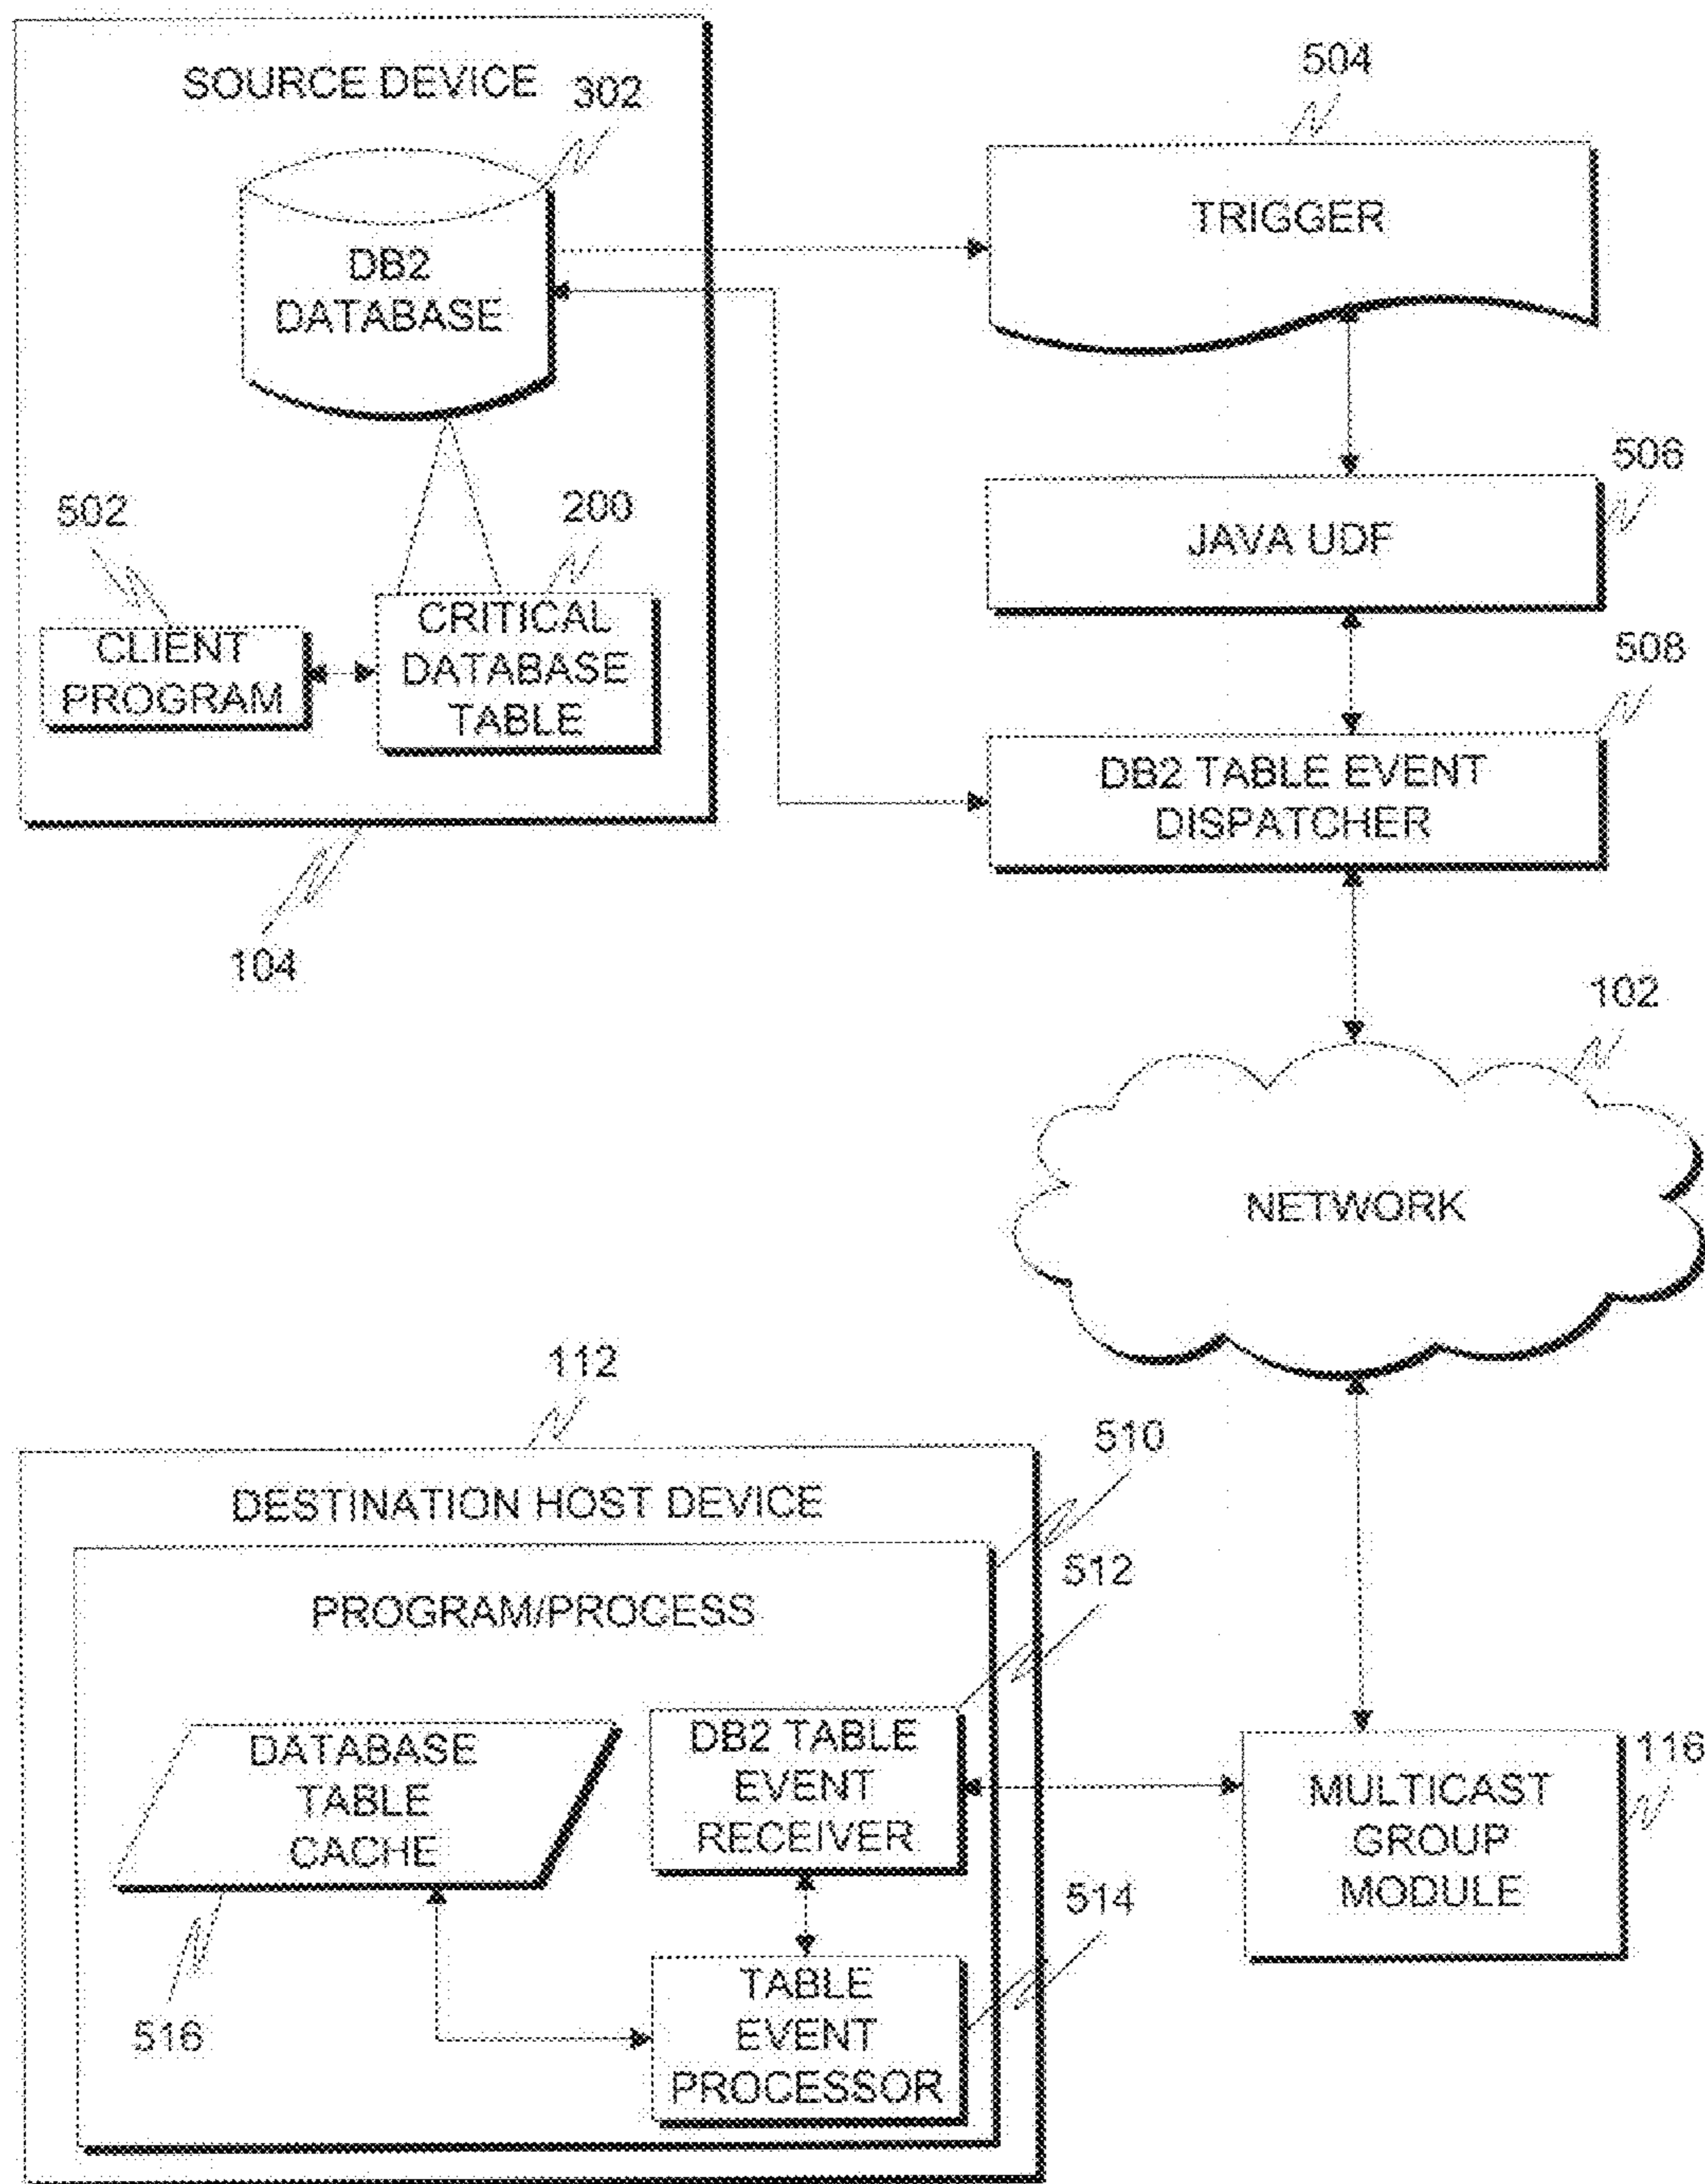 SOURCE DEVICE
302
DB2
DATABASE
502
200
CLIENT
PROGRAM
CRITICAL
DATABASE
TABLE
104
504
TRIGGER
506
JAVA UDF
508
DB2 TABLE EVENT
DISPATCHER
102
NETWORK
112
510
DESTINATION HOST DEVICE
512
PROGRAM/PROCESS
DATABASE
TABLE
CACHE
DB2 TABLE
EVENT
RECEIVER
514
516
TABLE
EVENT
PROCESSOR
116
MULTICAST
GROUP
MODULE